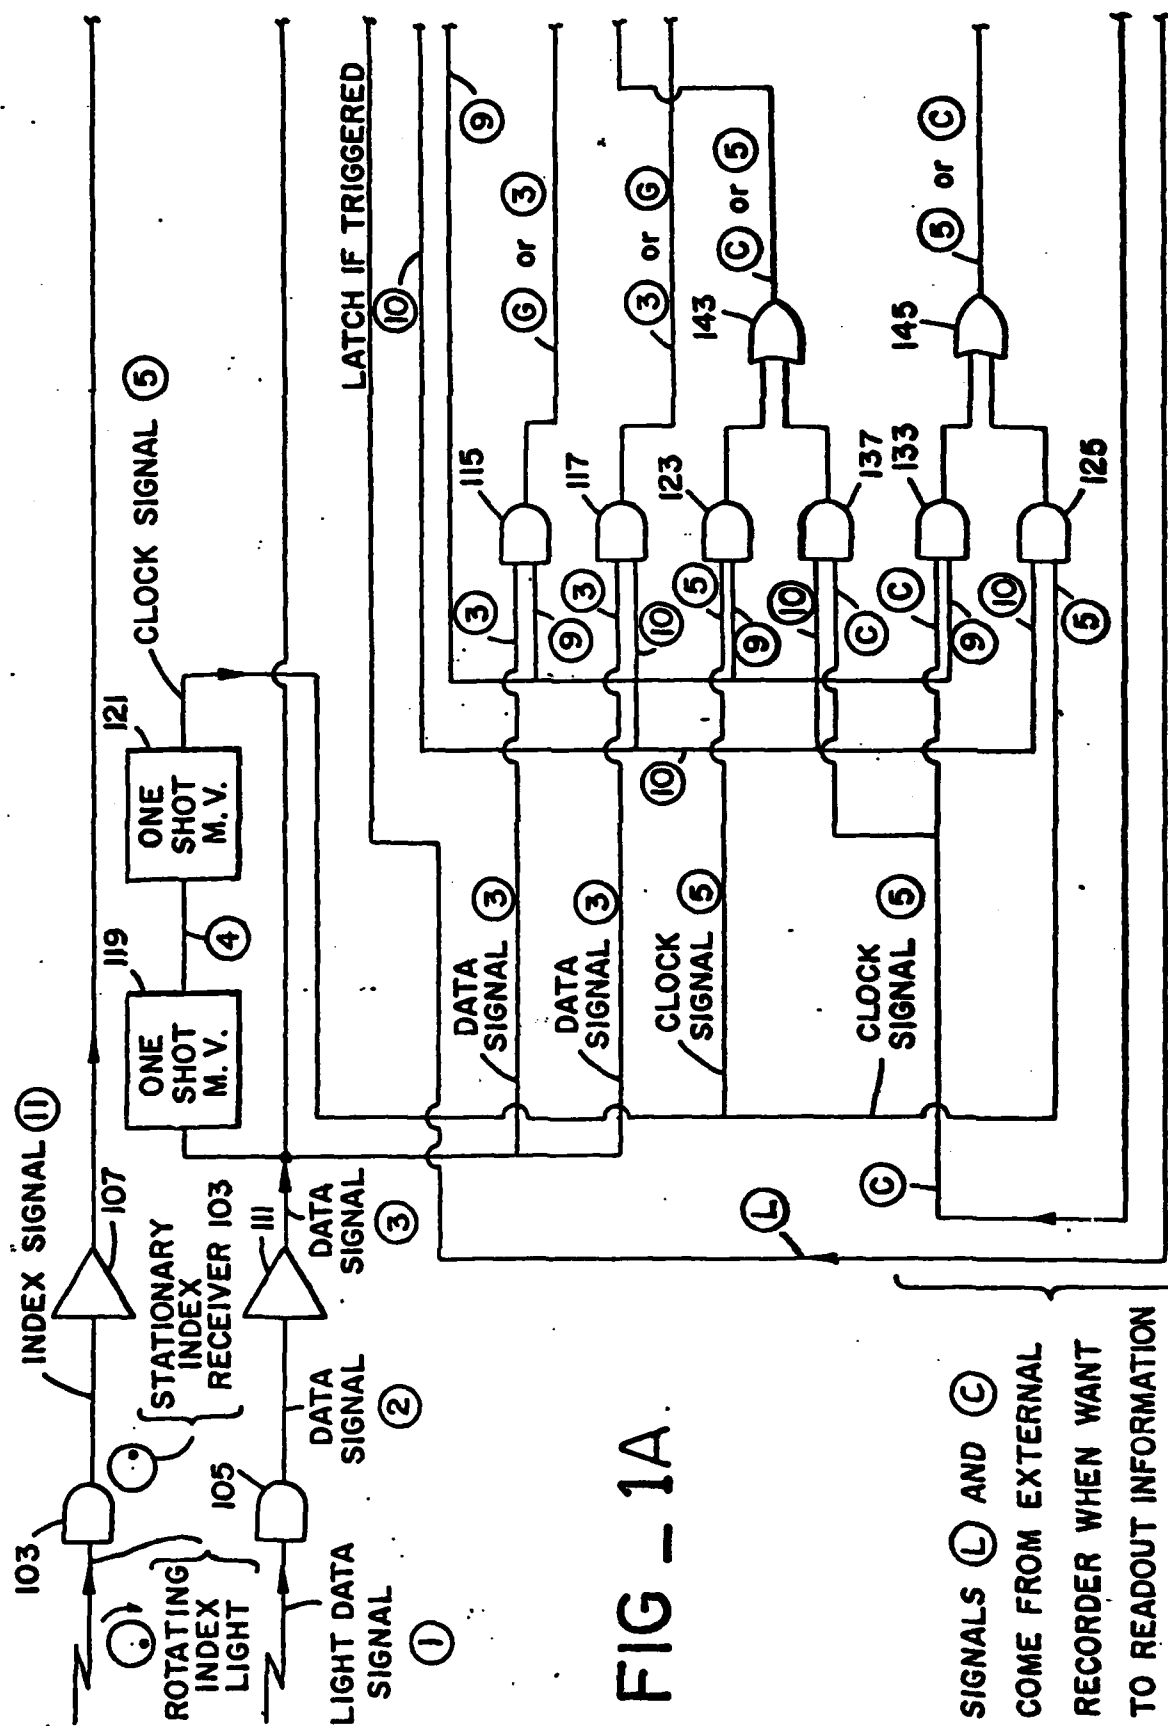 INDEX SIGNAL 11
107
103
ROTATING
INDEX
LIGHT
STATIONARY
INDEX
RECEIVER 103
105
111
LIGHT DATA
SIGNAL
1
DATA
SIGNAL
2
DATA
SIGNAL
3
119
ONE
SHOT
M. V.
4
121
ONE
SHOT
M. V.
CLOCK SIGNAL 5
LATCH IF TRIGGERED
10
9
DATA
SIGNAL 3
3
9
115
G or 3
DATA
SIGNAL 3
3
10
117
3 or G
CLOCK
SIGNAL 5
10
5
9
123
10
C
137
143
C or 5
CLOCK
SIGNAL 5
C
C
9
133
10
5
125
145
5 or C
L
FIG - 1A
SIGNALS L AND C
COME FROM EXTERNAL
RECORDER WHEN WANT
TO READOUT INFORMATION